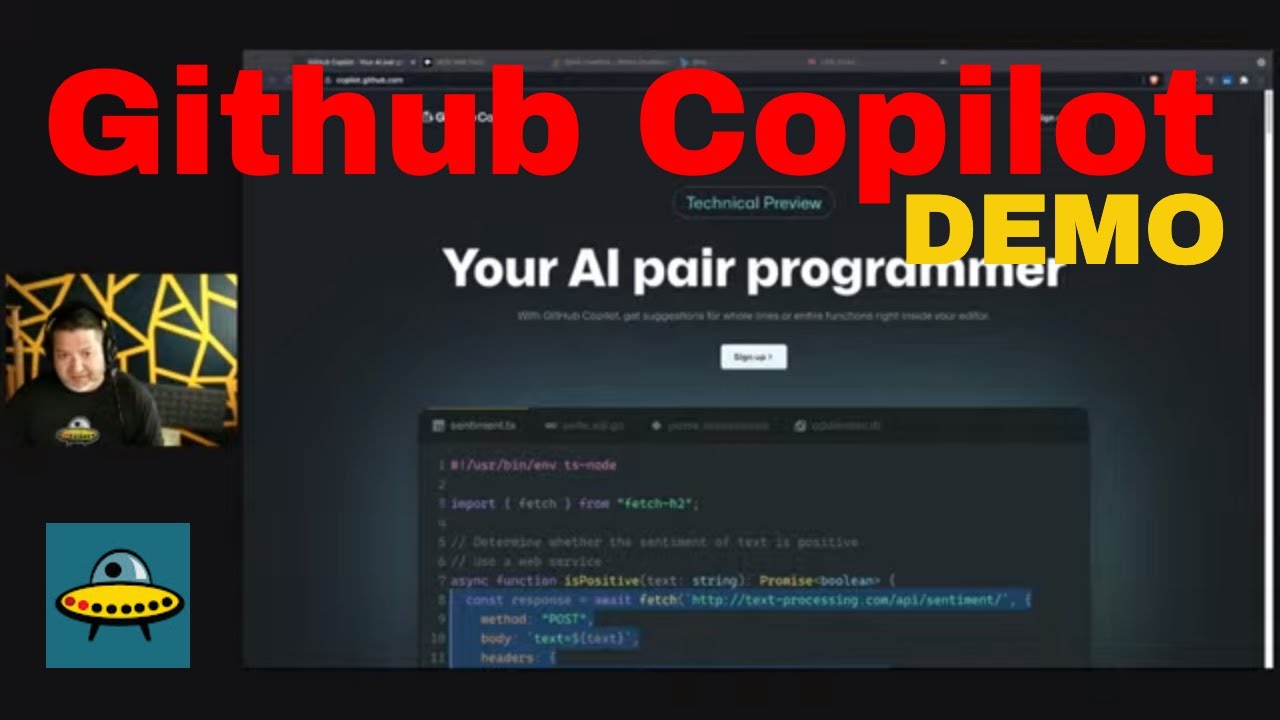 Github Copilot
DEMO
copilot.github.com
Technical Preview
Your AI pair programmer
With GitHub Copilot, get suggestions for whole lines or entire functions right inside your editor.
Sign up
sentiment.ts
1 #!/usr/bin/env ts-node
2
3 import { fetch } from "fetch-h2";
4
5 // Determine whether the sentiment of text is positive
6 // Use a web service
7 async function isPositive(text: string): Promise<boolean> {
8 const response = await fetch(`http://text-processing.com/api/sentiment/`, {
9 method: "POST",
10 body: `text=${text}`,
11 headers: {